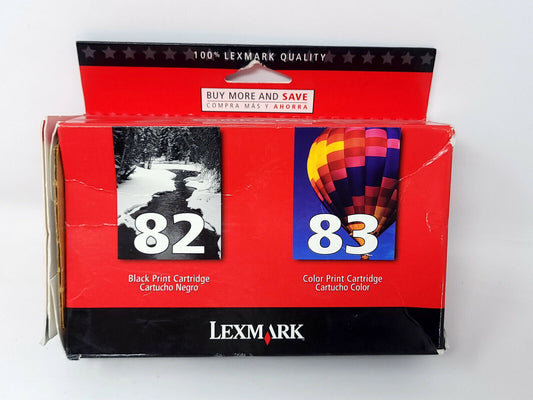 100% LEXMARK QUALITY
BUY MORE AND SAVE
COMPRA MÁS Y AHORRA
82
Black Print Cartridge
Cartucho Negro
83
Color Print Cartridge
Cartucho Color
LEXMARK